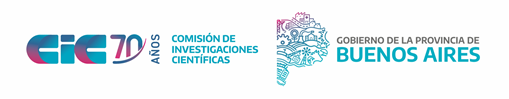 CIC 70 AÑOS
COMISIÓN DE
INVESTIGACIONES
CIENTÍFICAS
GOBIERNO DE LA PROVINCIA DE
BUENOS AIRES